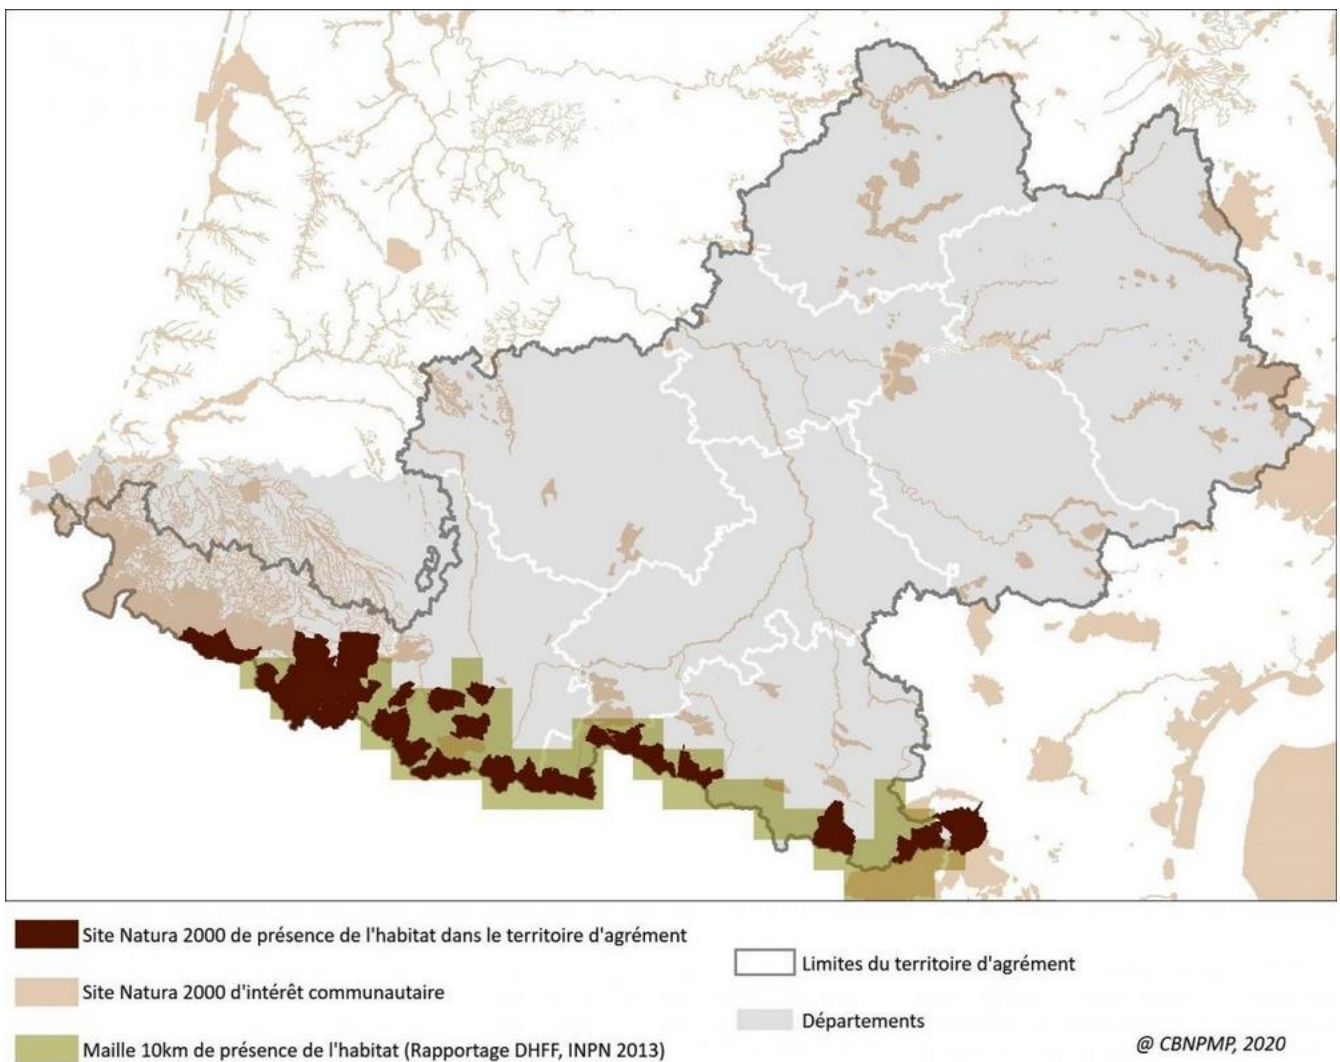 Site Natura 2000 de présence de l'habitat dans le territoire d'agrément
Site Natura 2000 d'intérêt communautaire
Maille 10km de présence de l'habitat (Rapportage DHFF, INPN 2013)
Limites du territoire d'agrément
Départements
@ CBNPMP, 2020